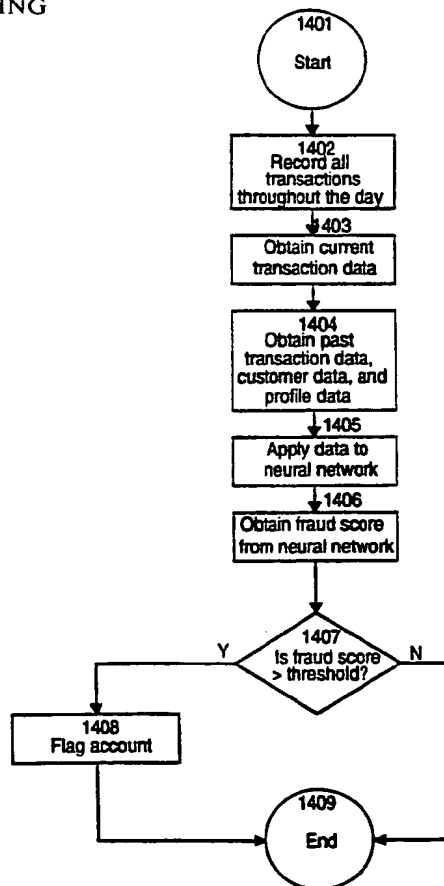 1401
Start
1402
Record all
transactions
throughout the day
1403
Obtain current
transaction data
1404
Obtain past
transaction data,
customer data, and
profile data
1405
Apply data to
neural network
1406
Obtain fraud score
from neural network
1407
Is fraud score
> threshold?
Y
N
1408
Flag account
1409
End